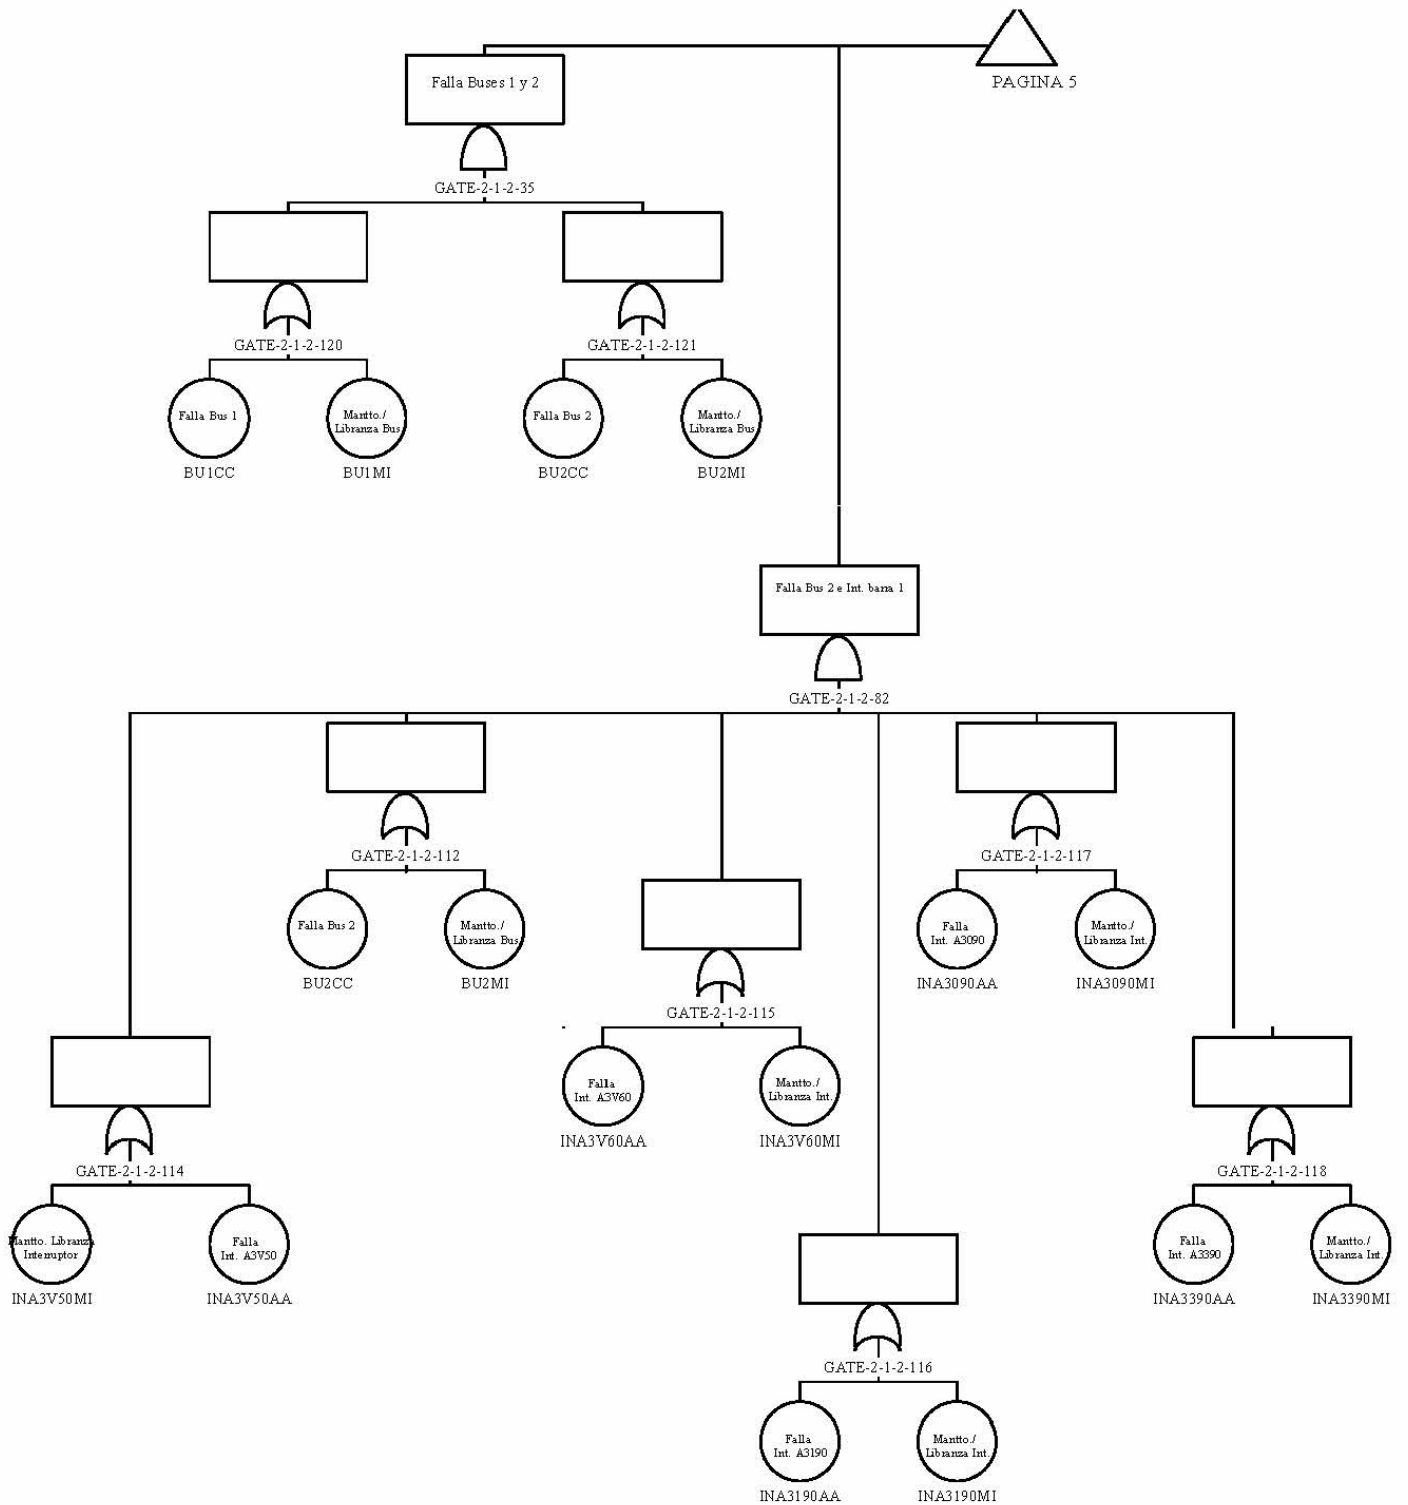 Falla Buses 1 y 2
PAGINA 5
GATE-2-1-2-35
GATE-2-1-2-120
GATE-2-1-2-121
Falla Bus 1
Mantto./
Libranza Bus
Falla Bus 2
Mantto./
Libranza Bus
BU1CC
BU1MI
BU2CC
BU2MI
Falla Bus 2 e Int. barra 1
GATE-2-1-2-82
GATE-2-1-2-112
GATE-2-1-2-117
Falla Bus 2
Mantto./
Libranza Bus
Falla
Int. A3090
Mantto./
Libranza Int.
BU2CC
BU2MI
INA3090AA
INA3090MI
GATE-2-1-2-115
Falla
Int. A3V60
Mantto./
Libranza Int.
INA3V60AA
INA3V60MI
GATE-2-1-2-114
GATE-2-1-2-118
Mantto. Libranza
Interruptor
Falla
Int. A3V50
Falla
Int. A3390
Mantto./
Libranza Int.
INA3V50MI
INA3V50AA
INA3390AA
INA3390MI
GATE-2-1-2-116
Falla
Int. A3190
Mantto./
Libranza Int.
INA3190AA
INA3190MI